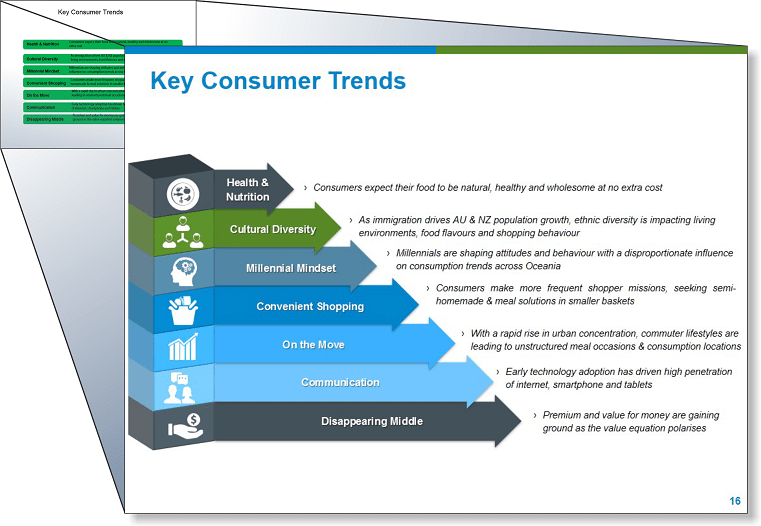 Key Consumer Trends
Health & Nutrition
Cultural Diversity
Millennial Mindset
Convenient Shopping
On the Move
Communication
Disappearing Middle
Key Consumer Trends
Health &
Nutrition
› Consumers expect their food to be natural, healthy and wholesome at no extra cost
Cultural Diversity
› As immigration drives AU & NZ population growth, ethnic diversity is impacting living
environments, food flavours and shopping behaviour
Millennial Mindset
› Millennials are shaping attitudes and behaviour with a disproportionate influence
on consumption trends across Oceania
Convenient Shopping
› Consumers make more frequent shopper missions, seeking semi-
homemade & meal solutions in smaller baskets
On the Move
› With a rapid rise in urban concentration, commuter lifestyles are
leading to unstructured meal occasions & consumption locations
Communication
› Early technology adoption has driven high penetration
of internet, smartphone and tablets
Disappearing Middle
› Premium and value for money are gaining
ground as the value equation polarises
16